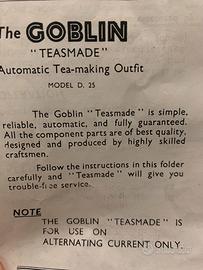 The GOBLIN
"TEASMADE"
Automatic Tea-making Outfit
MODEL D. 25
The Goblin "Teasmade" is simple,
reliable, automatic, and fully guaranteed.
All the component parts are of best quality,
designed and produced by highly skilled
craftsmen.
Follow the instructions in this folder
carefully and "Teasmade" will give you
trouble-free service.
NOTE
THE GOBLIN "TEASMADE" IS
FOR USE ON
ALTERNATING CURRENT ONLY.